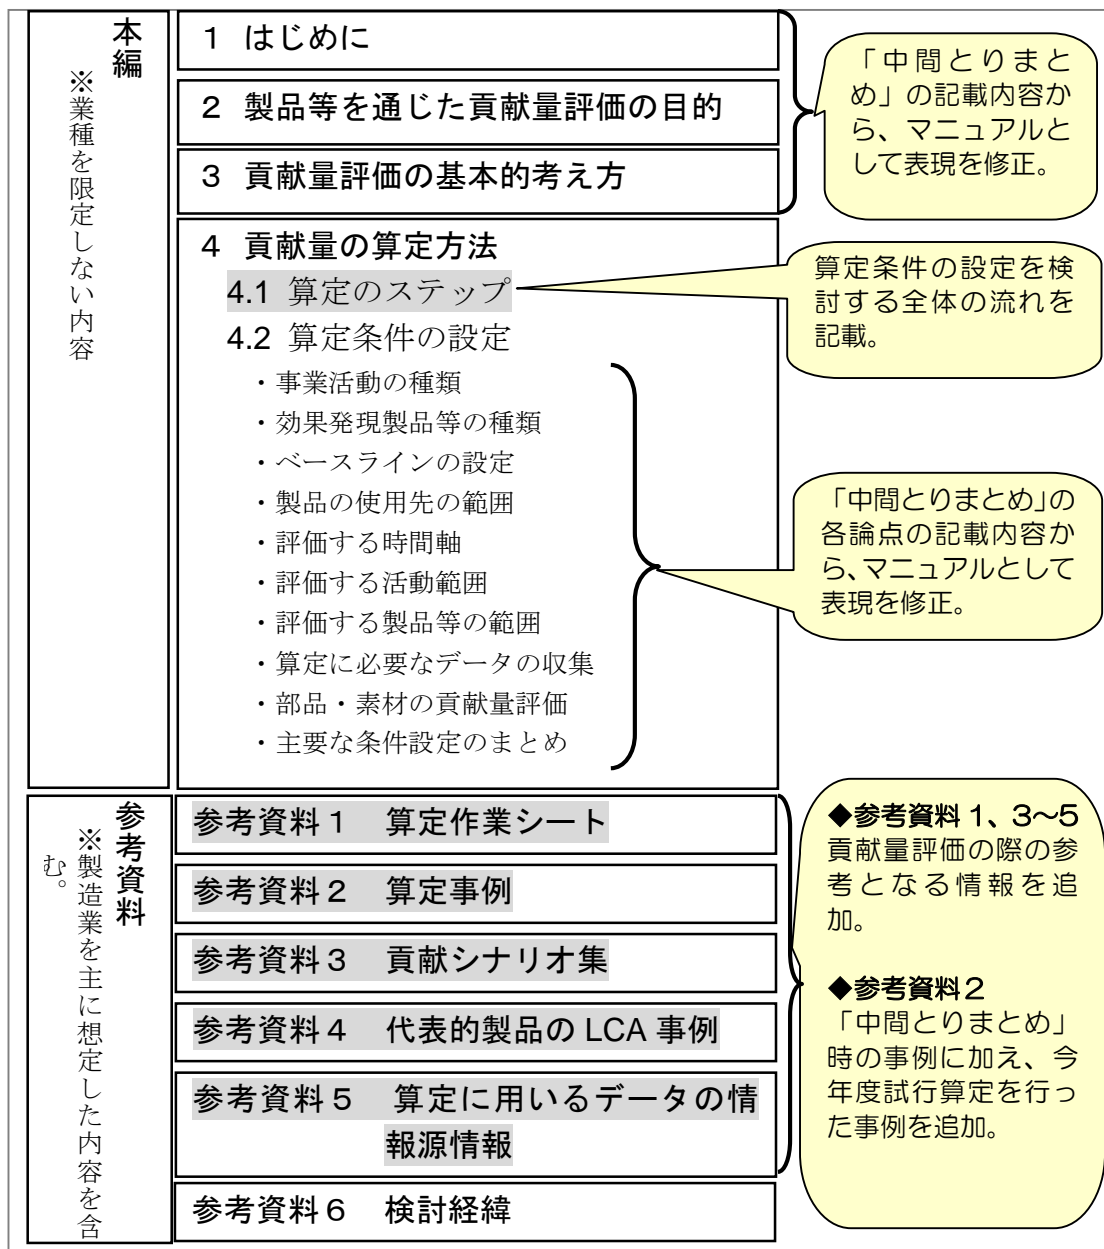 本編
※業種を限定しない内容
１ はじめに
２ 製品等を通じた貢献量評価の目的
３ 貢献量評価の基本的考え方
４ 貢献量の算定方法
4.1 算定のステップ
4.2 算定条件の設定
・事業活動の種類
・効果発現製品等の種類
・ベースラインの設定
・製品の使用先の範囲
・評価する時間軸
・評価する活動範囲
・評価する製品等の範囲
・算定に必要なデータの収集
・部品・素材の貢献量評価
・主要な条件設定のまとめ
「中間とりまと
め」の記載内容か
ら、マニュアルと
して表現を修正。
算定条件の設定を検
討する全体の流れを
記載。
「中間とりまとめ」の
各論点の記載内容か
ら、マニュアルとして
表現を修正。
参考資料
※製造業を主に想定した内容を含
む。
参考資料１　算定作業シート
参考資料２　算定事例
参考資料３　貢献シナリオ集
参考資料４　代表的製品の LCA 事例
参考資料５　算定に用いるデータの情
報源情報
参考資料６　検討経緯
◆参考資料 1、3～5
貢献量評価の際の参
考となる情報を追
加。
◆参考資料２
「中間とりまとめ」
時の事例に加え、今
年度試行算定を行っ
た事例を追加。